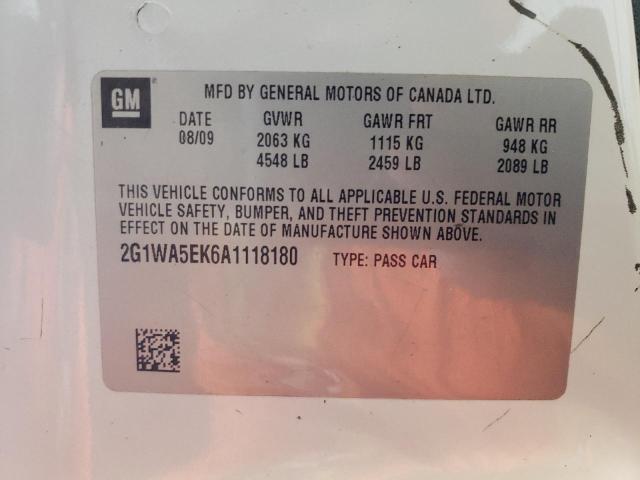 GM
MFD BY GENERAL MOTORS OF CANADA LTD.
DATE GVWR GAWR FRT GAWR RR
08/09 2063 KG 1115 KG 948 KG
4548 LB 2459 LB 2089 LB
THIS VEHICLE CONFORMS TO ALL APPLICABLE U.S. FEDERAL MOTOR
VEHICLE SAFETY, BUMPER, AND THEFT PREVENTION STANDARDS IN
EFFECT ON THE DATE OF MANUFACTURE SHOWN ABOVE.
2G1WA5EK6A1118180 TYPE: PASS CAR